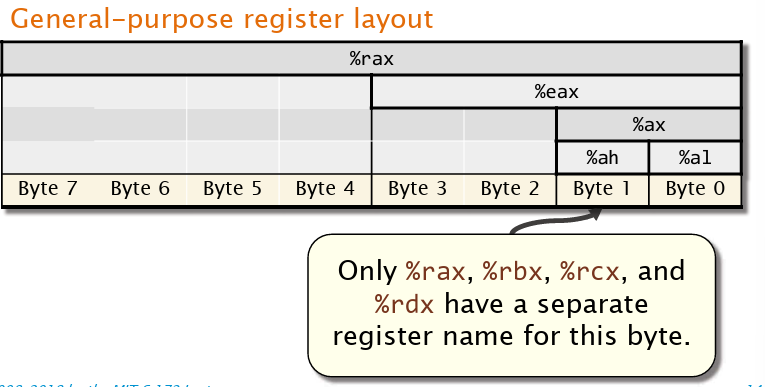 General-purpose register layout
%rax
%eax
%ax
%ah %al
Byte 7 Byte 6 Byte 5 Byte 4 Byte 3 Byte 2 Byte 1 Byte 0
Only %rax, %rbx, %rcx, and
%rdx have a separate
register name for this byte.